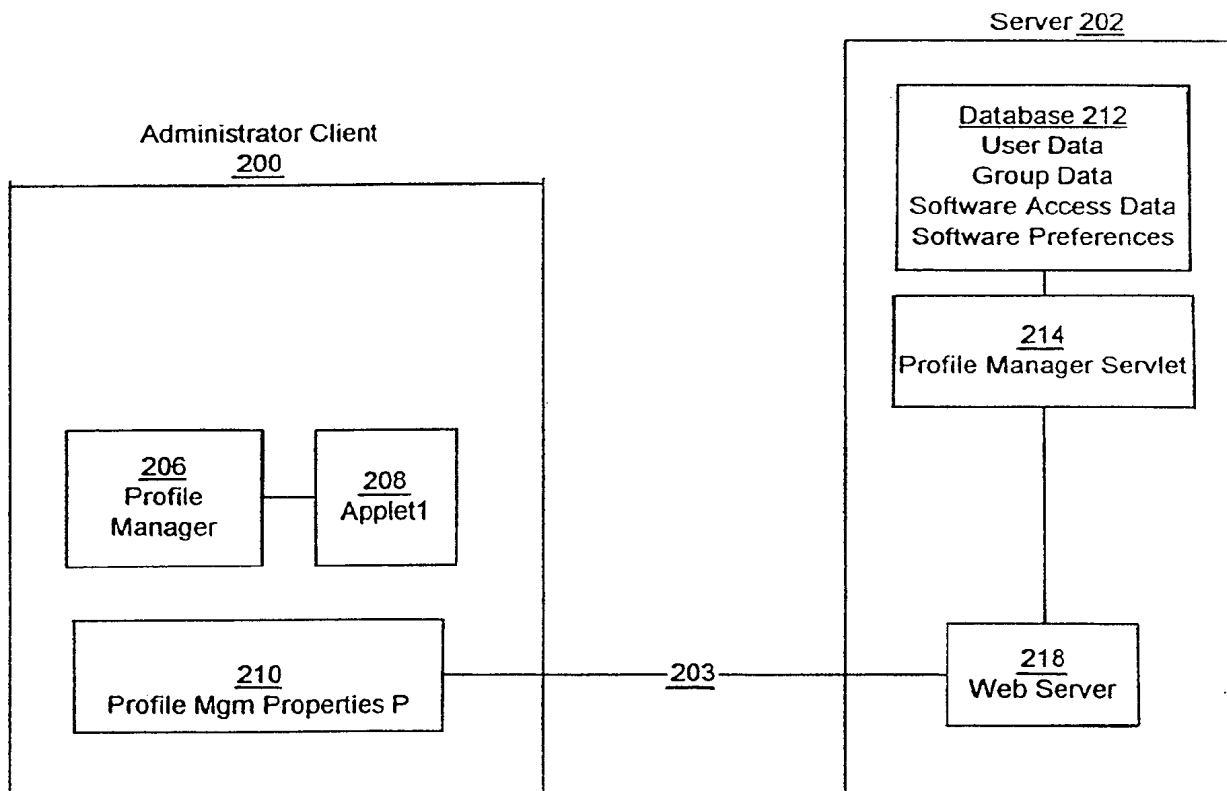 Server 202
Database 212
User Data
Group Data
Software Access Data
Software Preferences
Administrator Client
200
214
Profile Manager Servlet
206
Profile
Manager
208
Applet1
210
Profile Mgm Properties P
203
218
Web Server